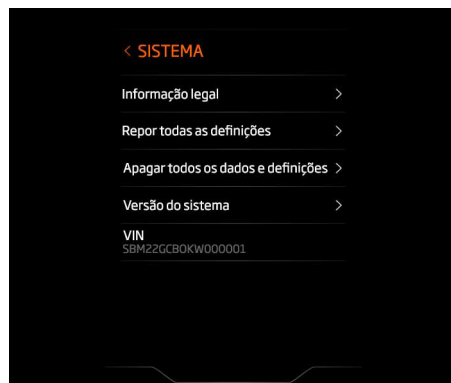 < SISTEMA
Informação legal >
Repor todas as definições >
Apagar todos os dados e definições >
Versão do sistema >
VIN
SBM22GCB0KW000001